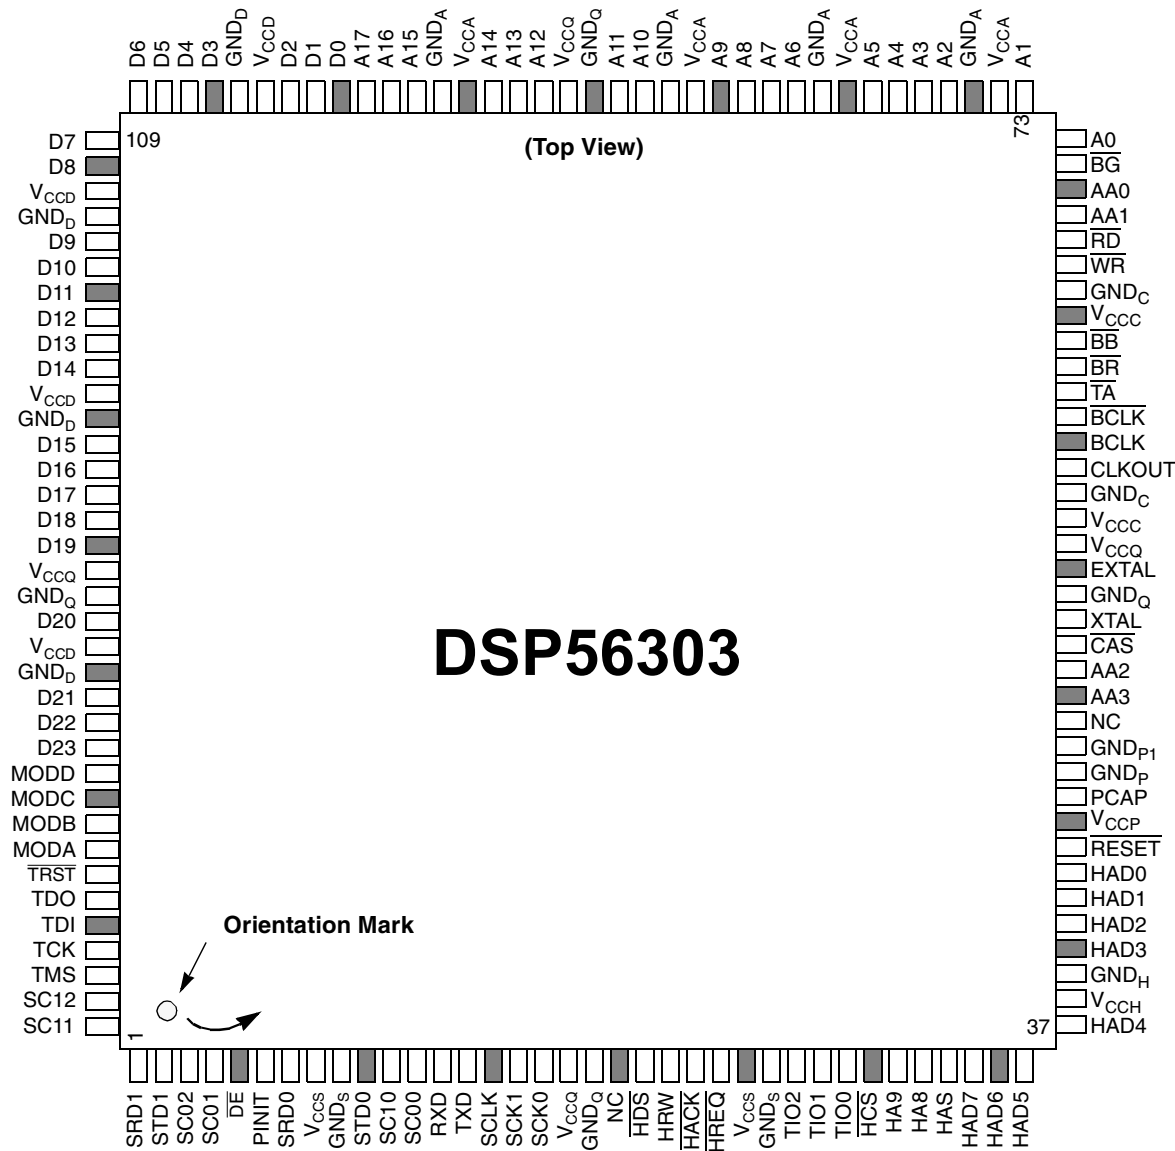 D6
D5
D4
D3
GNDD
VCCD
D2
D1
D0
A17
A16
A15
GNDA
VCCA
A14
A13
A12
VCCQ
GNDQ
A11
A10
GNDA
VCCA
A9
A8
A7
A6
GNDA
VCCA
A5
A4
A3
A2
GNDA
VCCA
A1
D7
D8
VCCD
GNDD
D9
D10
D11
D12
D13
D14
VCCD
GNDD
D15
D16
D17
D18
D19
VCCQ
GNDQ
D20
VCCD
GNDD
D21
D22
D23
MODD
MODC
MODB
MODA
TRST
TDO
TDI
TCK
TMS
SC12
SC11
109
(Top View)
73
DSP56303
Orientation Mark
1
37
A0
BG
AA0
AA1
RD
WR
GNDC
VCCC
BB
BR
TA
BCLK
BCLK
CLKOUT
GNDC
VCCC
VCCQ
EXTAL
GNDQ
XTAL
CAS
AA2
AA3
NC
GNDP1
GNDP
PCAP
VCCP
RESET
HAD0
HAD1
HAD2
HAD3
GNDH
VCCH
HAD4
SRD1
STD1
SC02
SC01
DE
PINIT
SRD0
VCCS
GNDS
STD0
SC10
SC00
RXD
TXD
SCLK
SCK1
SCK0
VCCQ
GNDQ
NC
HDS
HRW
HACK
HREQ
VCCS
GNDS
TIO2
TIO1
TIO0
HCS
HA9
HA8
HAS
HAD7
HAD6
HAD5